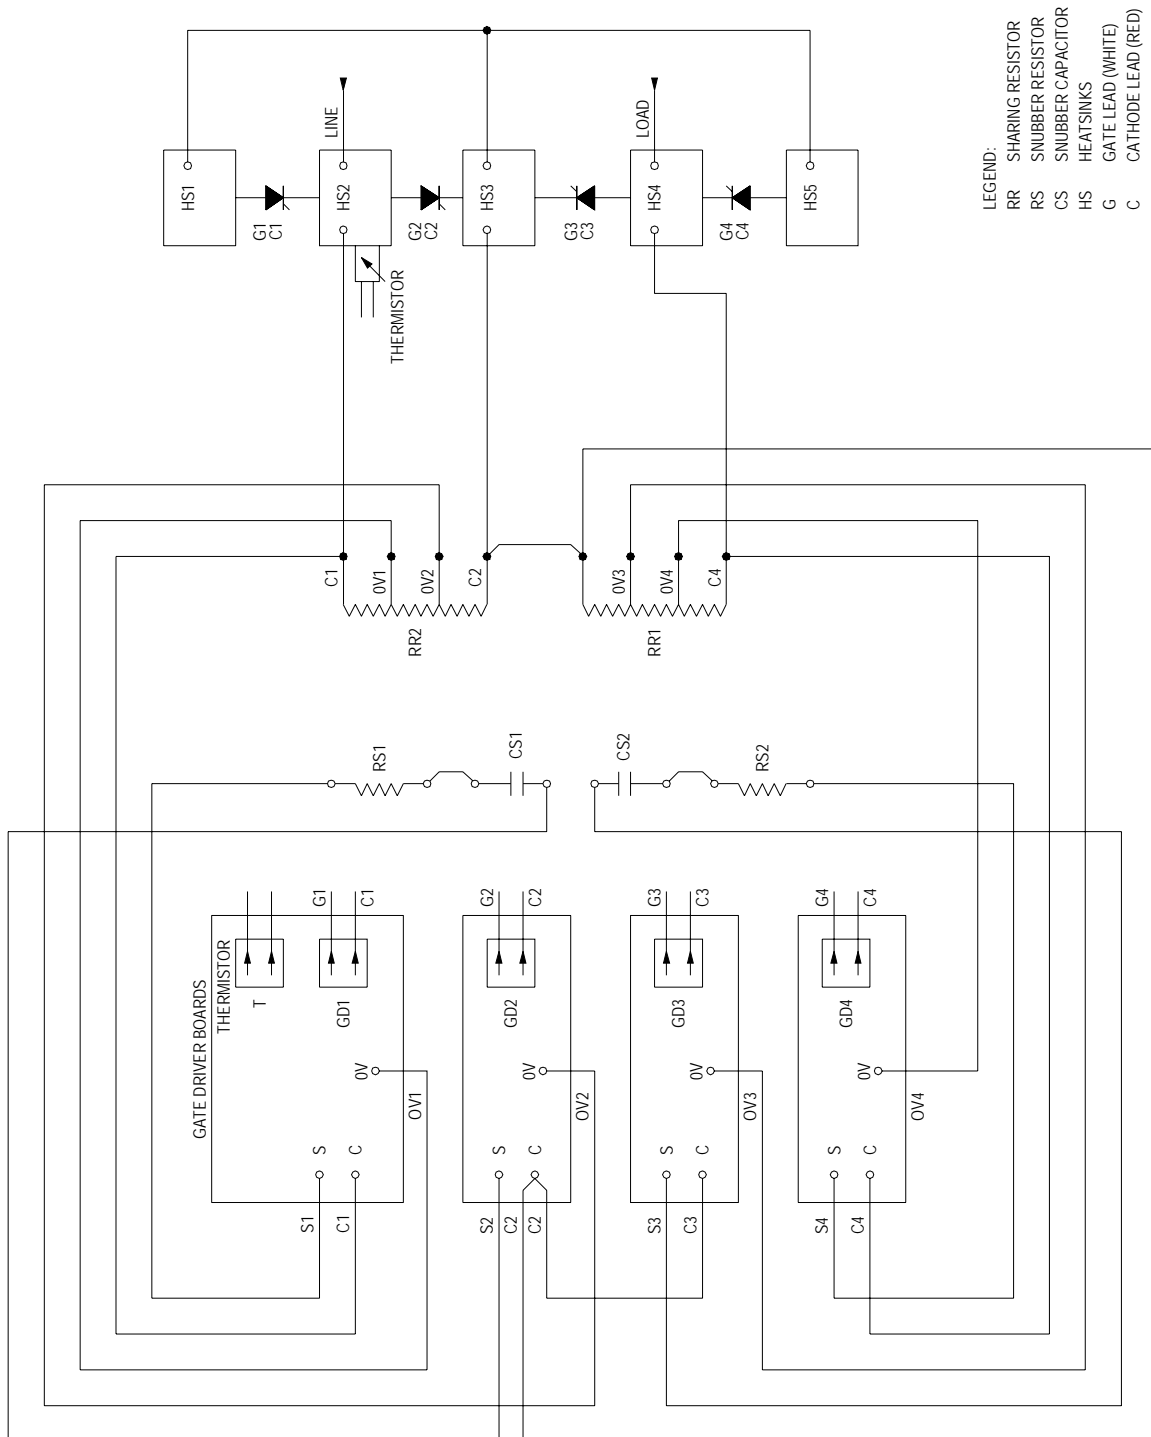 HS1
G1
C1
LINE
HS2
THERMISTOR
G2
C2
HS3
G3
C3
LOAD
HS4
G4
C4
HS5
LEGEND:
RR SHARING RESISTOR
RS SNUBBER RESISTOR
CS SNUBBER CAPACITOR
HS HEATSINKS
G GATE LEAD (WHITE)
C CATHODE LEAD (RED)
C1
0V1
0V2
C2
RR2
0V3
0V4
C4
RR1
RS1
CS1
CS2
RS2
GATE DRIVER BOARDS
THERMISTOR
T
G1
C1
GD1
0V
OV1
S
C
S1
C1
G2
C2
GD2
0V
OV2
S
C
S2
C2
C2
G3
C3
GD3
0V
OV3
S
C
S3
C3
G4
C4
GD4
0V
OV4
S
C
S4
C4